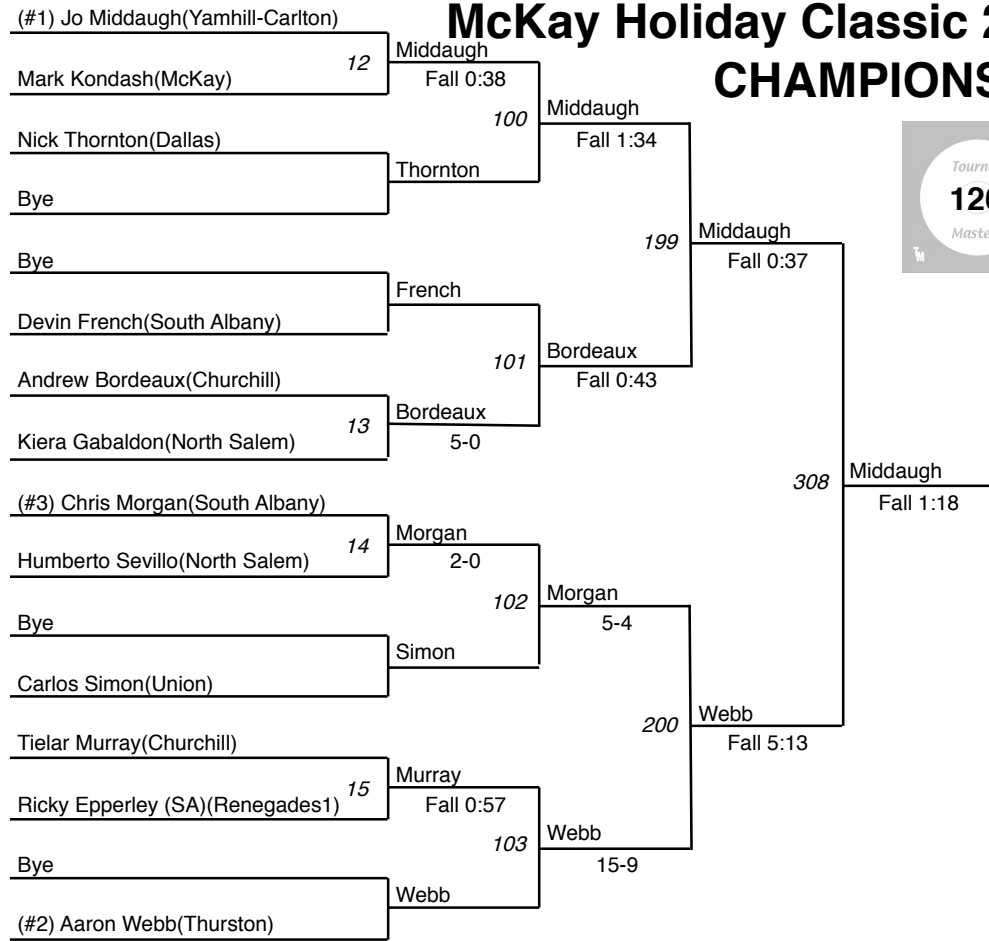 McKay Holiday Classic
CHAMPIONS
(#1) Jo Middaugh(Yamhill-Carlton)
12
Middaugh
Mark Kondash(McKay)
Fall 0:38
100
Middaugh
Fall 1:34
Nick Thornton(Dallas)
Thornton
Bye
199
Middaugh
Fall 0:37
Bye
French
Devin French(South Albany)
101
Bordeaux
Fall 0:43
Andrew Bordeaux(Churchill)
13
Bordeaux
Kiera Gabaldon(North Salem)
5-0
308
Middaugh
Fall 1:18
(#3) Chris Morgan(South Albany)
14
Morgan
Humberto Sevillo(North Salem)
2-0
102
Morgan
5-4
Bye
Simon
Carlos Simon(Union)
200
Webb
Fall 5:13
Tielar Murray(Churchill)
15
Murray
Ricky Epperley (SA)(Renegades1)
Fall 0:57
103
Webb
15-9
Bye
Webb
(#2) Aaron Webb(Thurston)
Tourn
12
Maste
TM